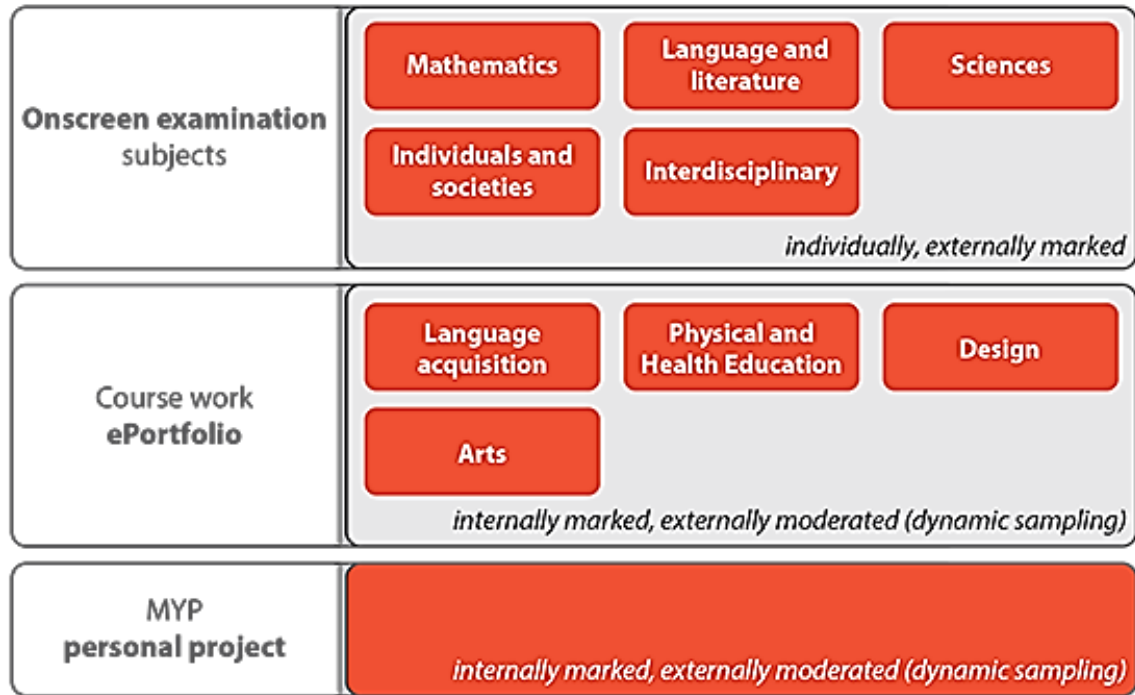 Onscreen examination
subjects
Mathematics
Language and
literature
Sciences
Individuals and
societies
Interdisciplinary
individually, externally marked
Course work
ePortfolio
Language
acquisition
Physical and
Health Education
Design
Arts
internally marked, externally moderated (dynamic sampling)
MYP
personal project
internally marked, externally moderated (dynamic sampling)